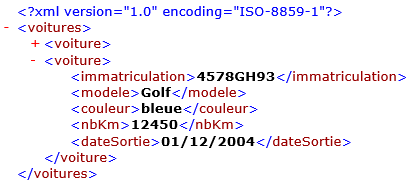 <?xml version="1.0" encoding="ISO-8859-1"?>
- <voitures>
+ <voiture>
- <voiture>
<immatriculation>4578GH93</immatriculation>
<modele>Golf</modele>
<couleur>bleue</couleur>
<nbKm>12450</nbKm>
<dateSortie>01/12/2004</dateSortie>
</voiture>
</voitures>